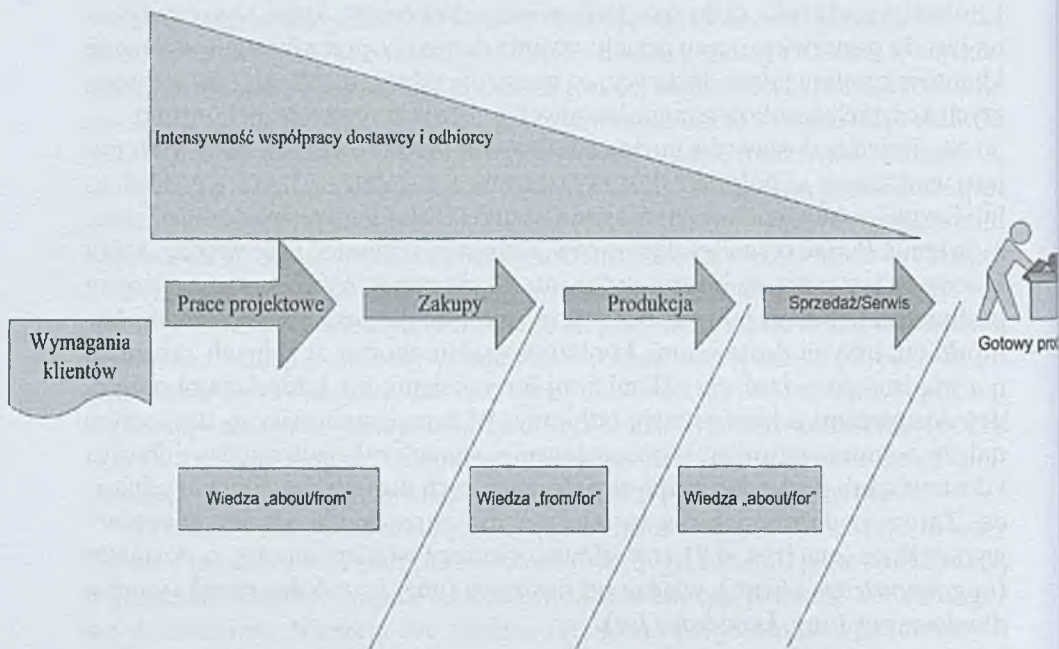 Intensywność współpracy dostawcy i odbiorcy
Prace projektowe
Zakupy
Produkcja
Sprzedaż/Serwis
Wymagania
klientów
Gotowy
Wiedza „about/from”
Wiedza „from/for”
Wiedza „about/for”